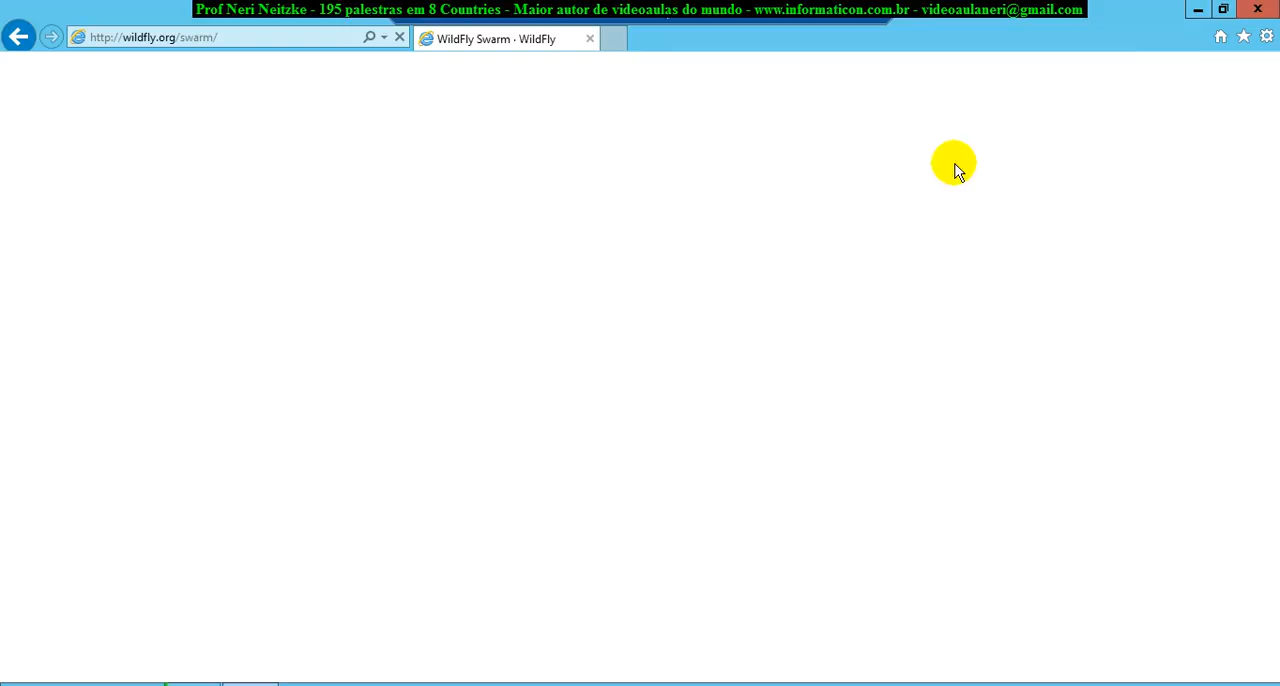 Prof Neri Neitzke - 195 palestras em 8 Countries - Maior autor de videoaulas do mundo - www.informaticon.com.br - videoaulaneri@gmail.com
http://wildfly.org/swarm/
WildFly Swarm · WildFly